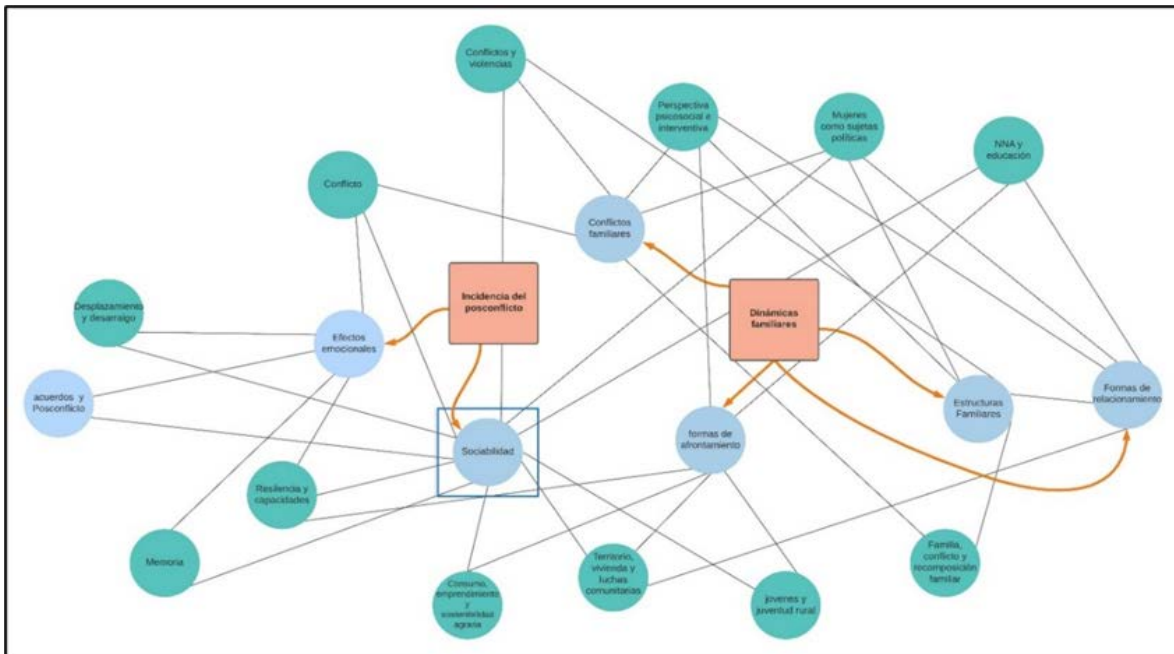 Conflictos y
violencias
Perspectiva
psicosocial e
interventiva
Mujeres
como sujetas
políticas
NNA y
educación
Conflicto
Conflictos
familiares
Incidencia del
posconflicto
Dinámicas
familiares
Desplazamiento
y desarraigo
Efectos
emocionales
acuerdos y
Posconflicto
Sociabilidad
formas de
afrontamiento
Estructuras
Familiares
Formas de
relacionamiento
Resilencia y
capacidades
Memoria
Consumo,
emprendimiento
y
sostenibilidad
agraria
Territorio,
vivienda y
luchas
comunitarias
jovenes y
juventud rural
Familia,
conflicto y
recomposición
familiar